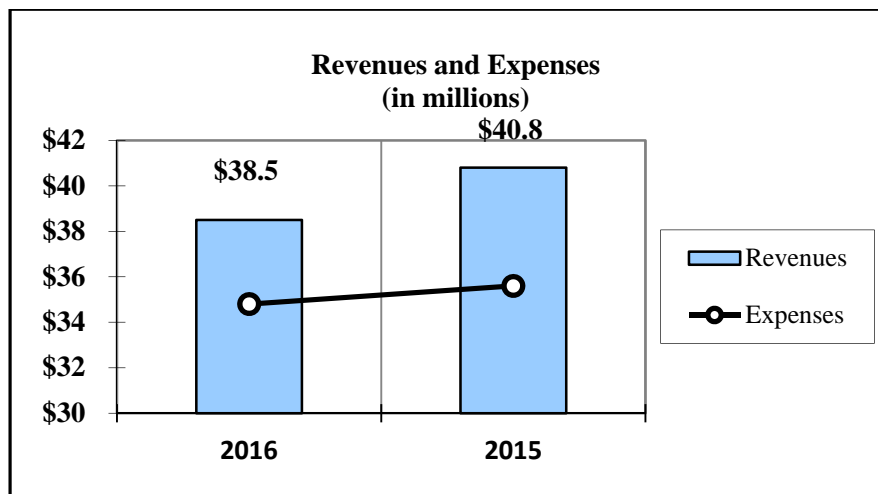 Revenues and Expenses
(in millions)
$42
$40
$38
$36
$34
$32
$30
$38.5
$40.8
2016
2015
Revenues
Expenses